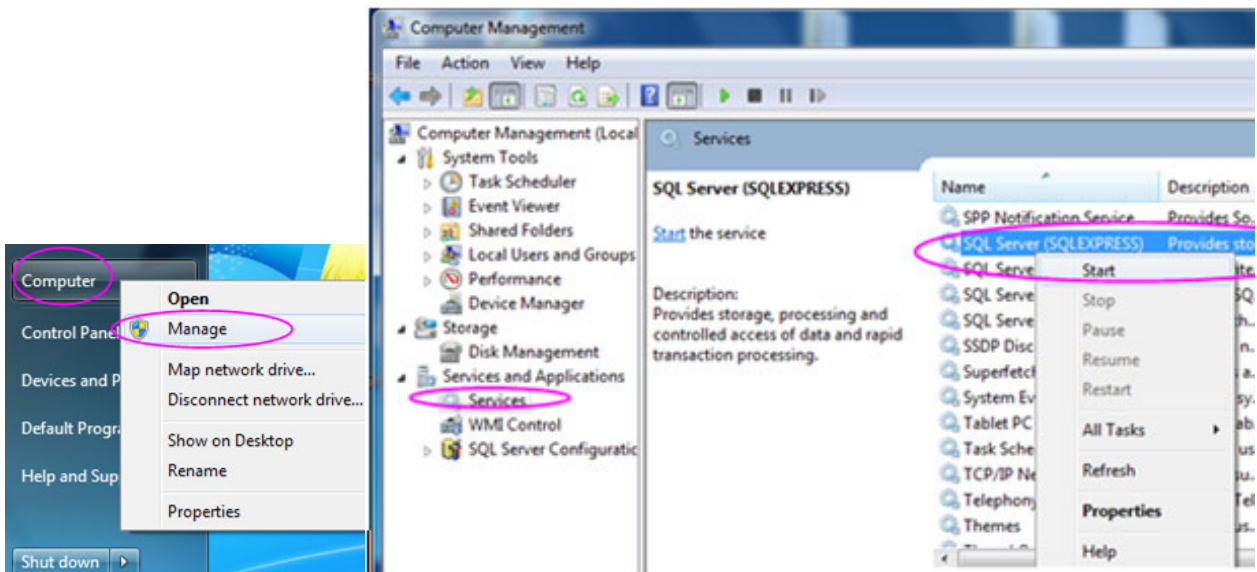 Computer
Control Pane
Devices and P
Default Progr
Help and Sup
Shut down
Open
Manage
Map network drive...
Disconnect network drive...
Show on Desktop
Rename
Properties
Computer Management
File Action View Help
Computer Management (Local
System Tools
Task Scheduler
Event Viewer
Shared Folders
Local Users and Groups
Performance
Device Manager
Storage
Disk Management
Services and Applications
Services
WMI Control
SQL Server Configuratic
Services
SQL Server (SQLEXPRESS)
Start the service
Description:
Provides storage, processing and
controlled access of data and rapid
transaction processing.
Name Description
SPP Notification Service Provides So..
SQL Server (SQLEXPRESS) Provides sto
SQL Serve
SQL Serve
SQL Serve
SSDP Disc
Superfetch
System Ev
Tablet PC
Task Sche
TCP/IP Ne
Telephony
Themes
Start
Stop
Pause
Resume
Restart
All Tasks
Refresh
Properties
Help